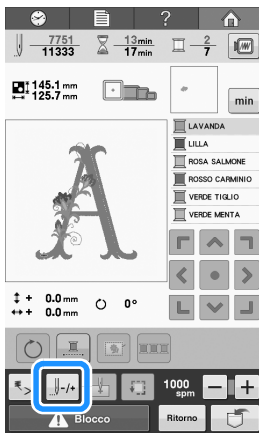 ?
7751
11333
13min
17min
2
7
145.1 mm
125.7 mm
min
LAVANDA
LILLA
ROSA SALMONE
ROSSO CARMINIO
VERDE TIGLIO
VERDE MENTA
A
+ 0.0 mm
+ 0.0 mm
0°
-/+
1000
spm
- +
Blocco
Ritorno